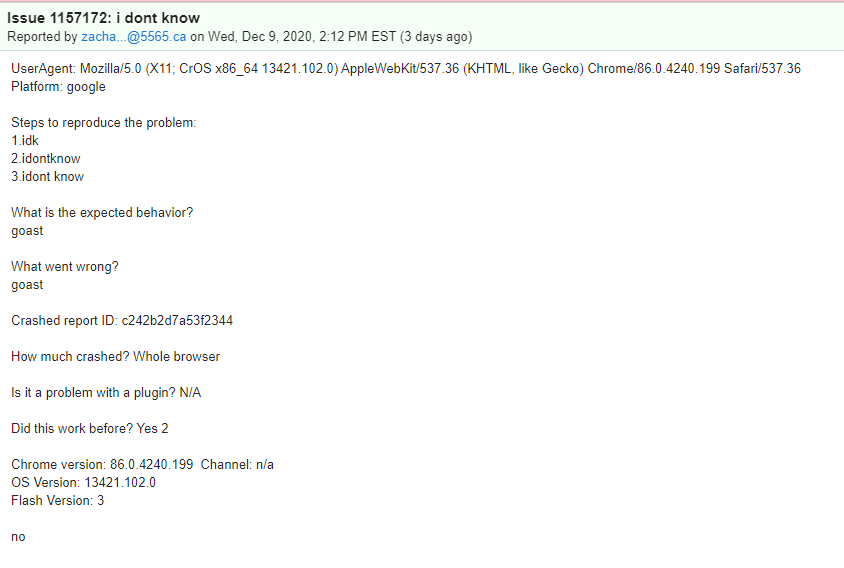 Issue 1157172: i dont know
Reported by zacha...@5565.ca on Wed, Dec 9, 2020, 2:12 PM EST (3 days ago)
UserAgent: Mozilla/5.0 (X11; CrOS x86_64 13421.102.0) AppleWebKit/537.36 (KHTML, like Gecko) Chrome/86.0.4240.199 Safari/537.36
Platform: google
Steps to reproduce the problem:
1.idk
2.idontknow
3.idont know
What is the expected behavior?
goast
What went wrong?
goast
Crashed report ID: c242b2d7a53f2344
How much crashed? Whole browser
Is it a problem with a plugin? N/A
Did this work before? Yes 2
Chrome version: 86.0.4240.199  Channel: n/a
OS Version: 13421.102.0
Flash Version: 3
no